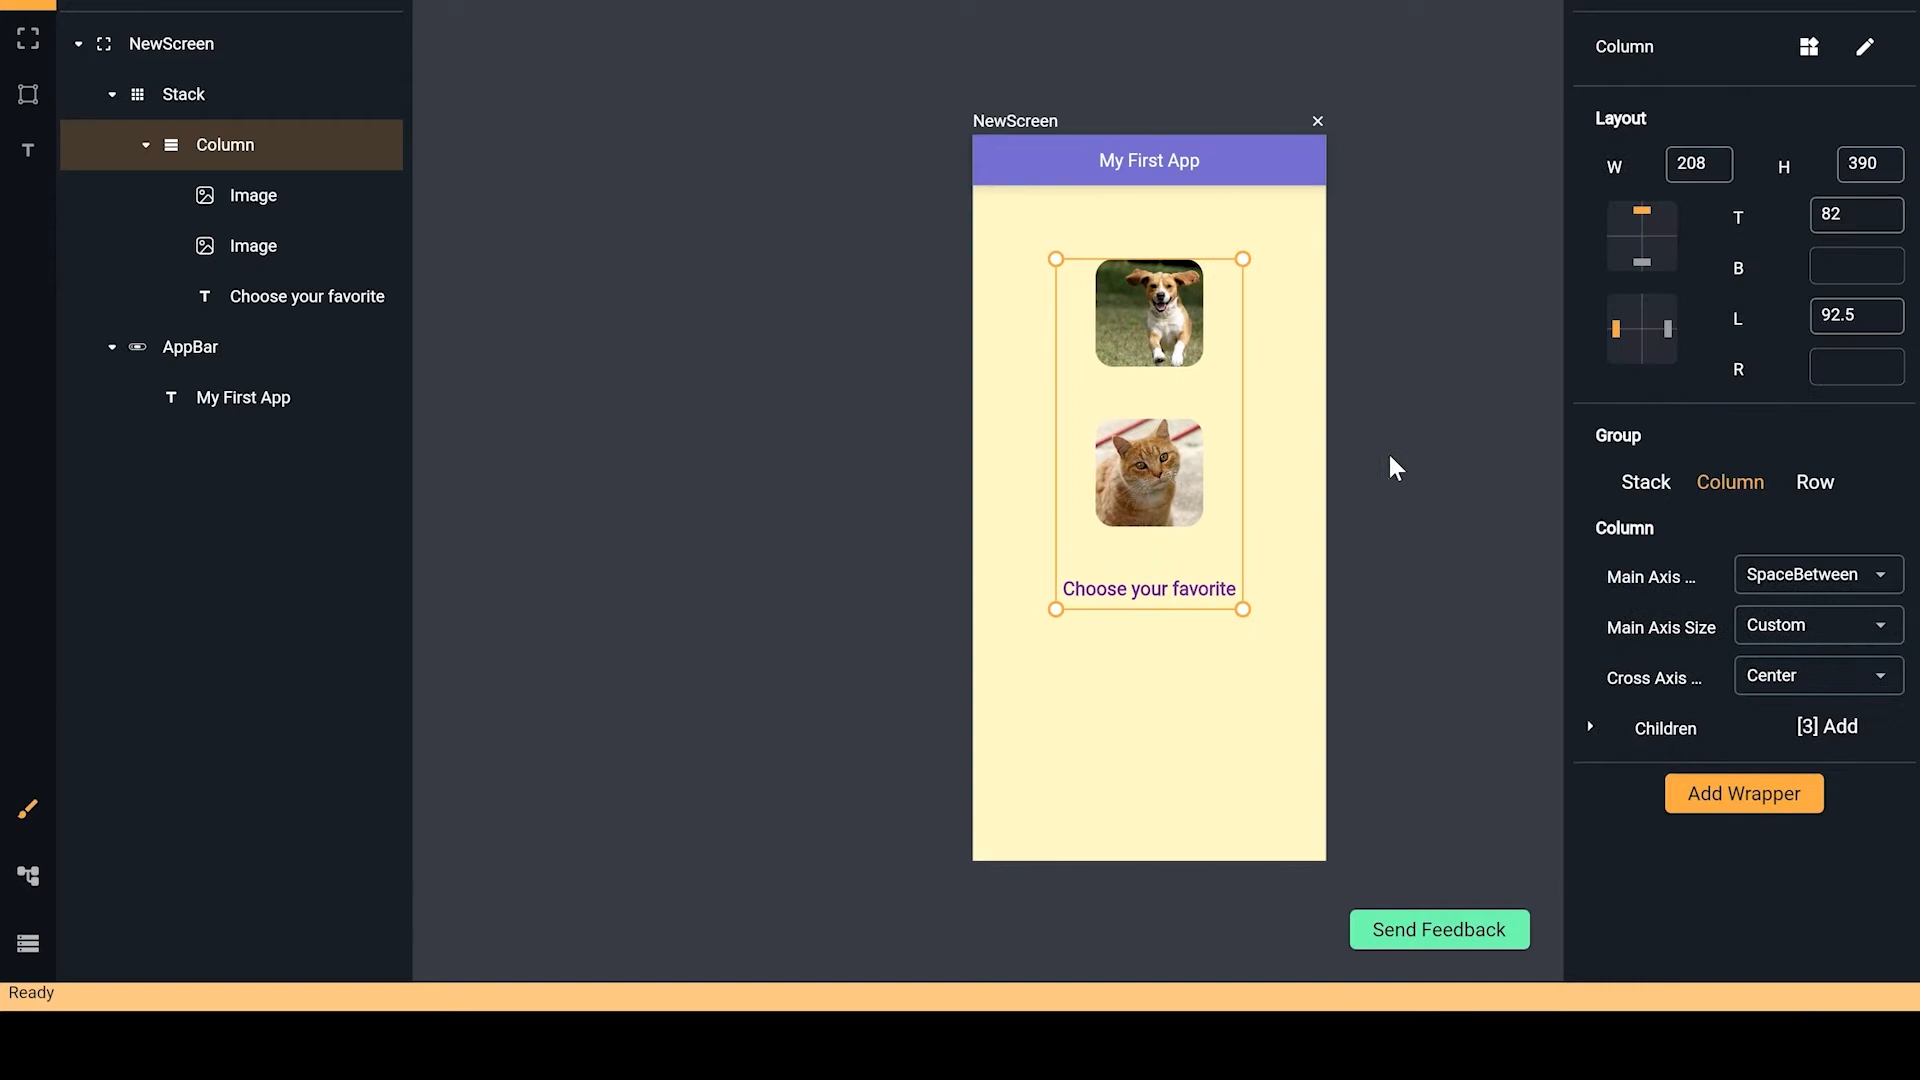 NewScreen
Stack
Column
Image
Image
T Choose your favorite
AppBar
T My First App
T
NewScreen ×
My First App
Choose your favorite
Send Feedback
Column
Layout
W 208 H 390
T 82
B
L 92.5
R
Group
Stack Column Row
Column
Main Axis ... SpaceBetween
Main Axis Size Custom
Cross Axis ... Center
Children [3] Add
Add Wrapper
Ready